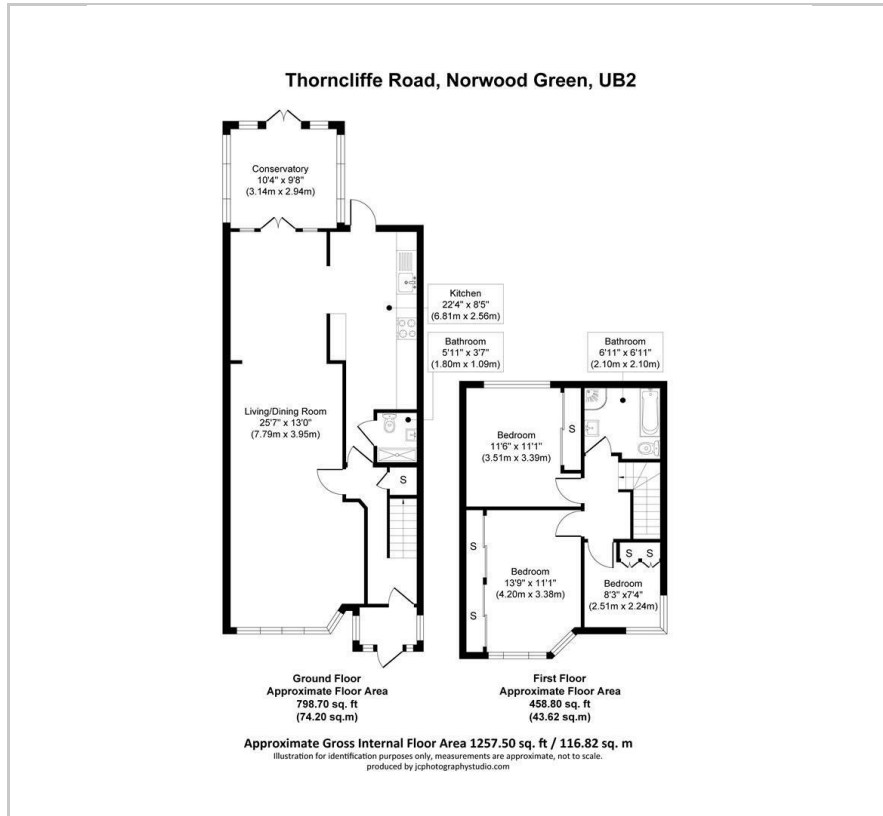 Thorncliffe Road, Norwood Green, UB2
Conservatory
10'4" x 9'8"
(3.14m x 2.94m)
Kitchen
22'4" x 8'5"
(6.81m x 2.56m)
Bathroom
5'11" x 3'7"
(1.80m x 1.09m)
Bathroom
6'11" x 6'11"
(2.10m x 2.10m)
Living/Dining Room
25'7" x 13'0"
(7.79m x 3.95m)
S
Bedroom
11'6" x 11'1"
(3.51m x 3.39m)
S
S
S
Bedroom
13'9" x 11'1"
(4.20m x 3.38m)
S S
Bedroom
8'3" x7'4"
(2.51m x 2.24m)
Ground Floor
Approximate Floor Area
798.70 sq. ft
(74.20 sq.m)
First Floor
Approximate Floor Area
458.80 sq. ft
(43.62 sq.m)
Approximate Gross Internal Floor Area 1257.50 sq. ft / 116.82 sq. m
Illustration for identification purposes only, measurements are approximate, not to scale.
produced by jcphotographystudio.com